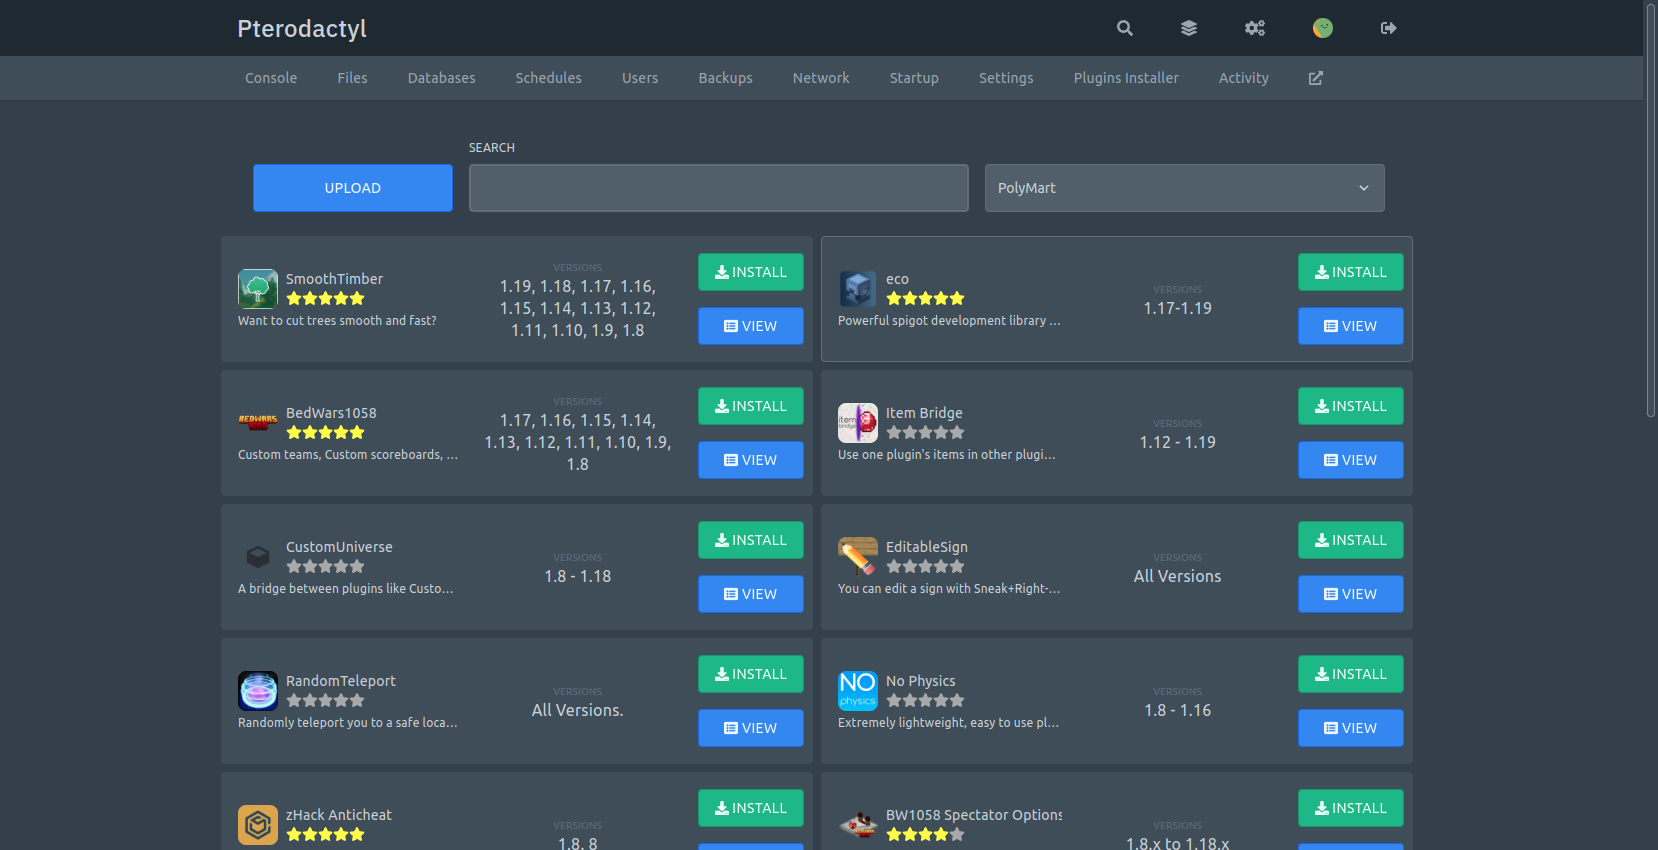 Pterodactyl
Console Files Databases Schedules Users Backups Network Startup Settings Plugins Installer Activity
SEARCH
UPLOAD
PolyMart
SmoothTimber
Want to cut trees smooth and fast?
VERSIONS
1.19, 1.18, 1.17, 1.16,
1.15, 1.14, 1.13, 1.12,
1.11, 1.10, 1.9, 1.8
INSTALL
VIEW
eco
Powerful spigot development library ...
VERSIONS
1.17-1.19
INSTALL
VIEW
BEDWARS
BedWars1058
Custom teams, Custom scoreboards, ...
VERSIONS
1.17, 1.16, 1.15, 1.14,
1.13, 1.12, 1.11, 1.10, 1.9,
1.8
INSTALL
VIEW
item
bridge
Item Bridge
Use one plugin's items in other plugi...
VERSIONS
1.12 - 1.19
INSTALL
VIEW
CustomUniverse
A bridge between plugins like Custo...
VERSIONS
1.8 - 1.18
INSTALL
VIEW
EditableSign
You can edit a sign with Sneak+Right-...
VERSIONS
All Versions
INSTALL
VIEW
RandomTeleport
Randomly teleport you to a safe loca...
VERSIONS
All Versions.
INSTALL
VIEW
NO
physics
No Physics
Extremely lightweight, easy to use pl...
VERSIONS
1.8 - 1.16
INSTALL
VIEW
zHack Anticheat
VERSIONS
1.8. 8
INSTALL
BW1058 Spectator Options
VERSIONS
1.8.x to 1.18.x
INSTALL